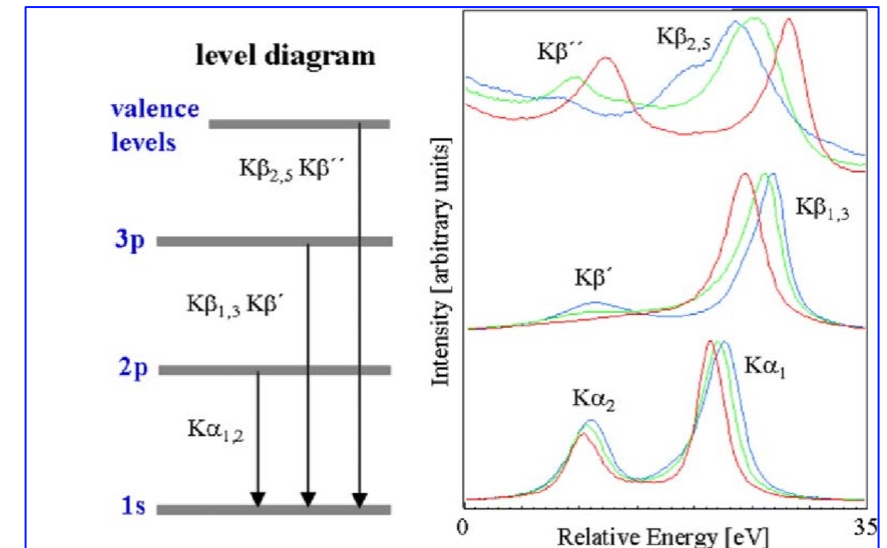 level diagram
valence
levels
Kβ₂,₅ Kβ´´
3p
Kβ₁,₃ Kβ´
2p
Kα₁,₂
1s
Intensity [arbitrary units]
Kβ´´
Kβ₂,₅
Kβ´
Kβ₁,₃
Kα₂
Kα₁
0
35
Relative Energy [eV]